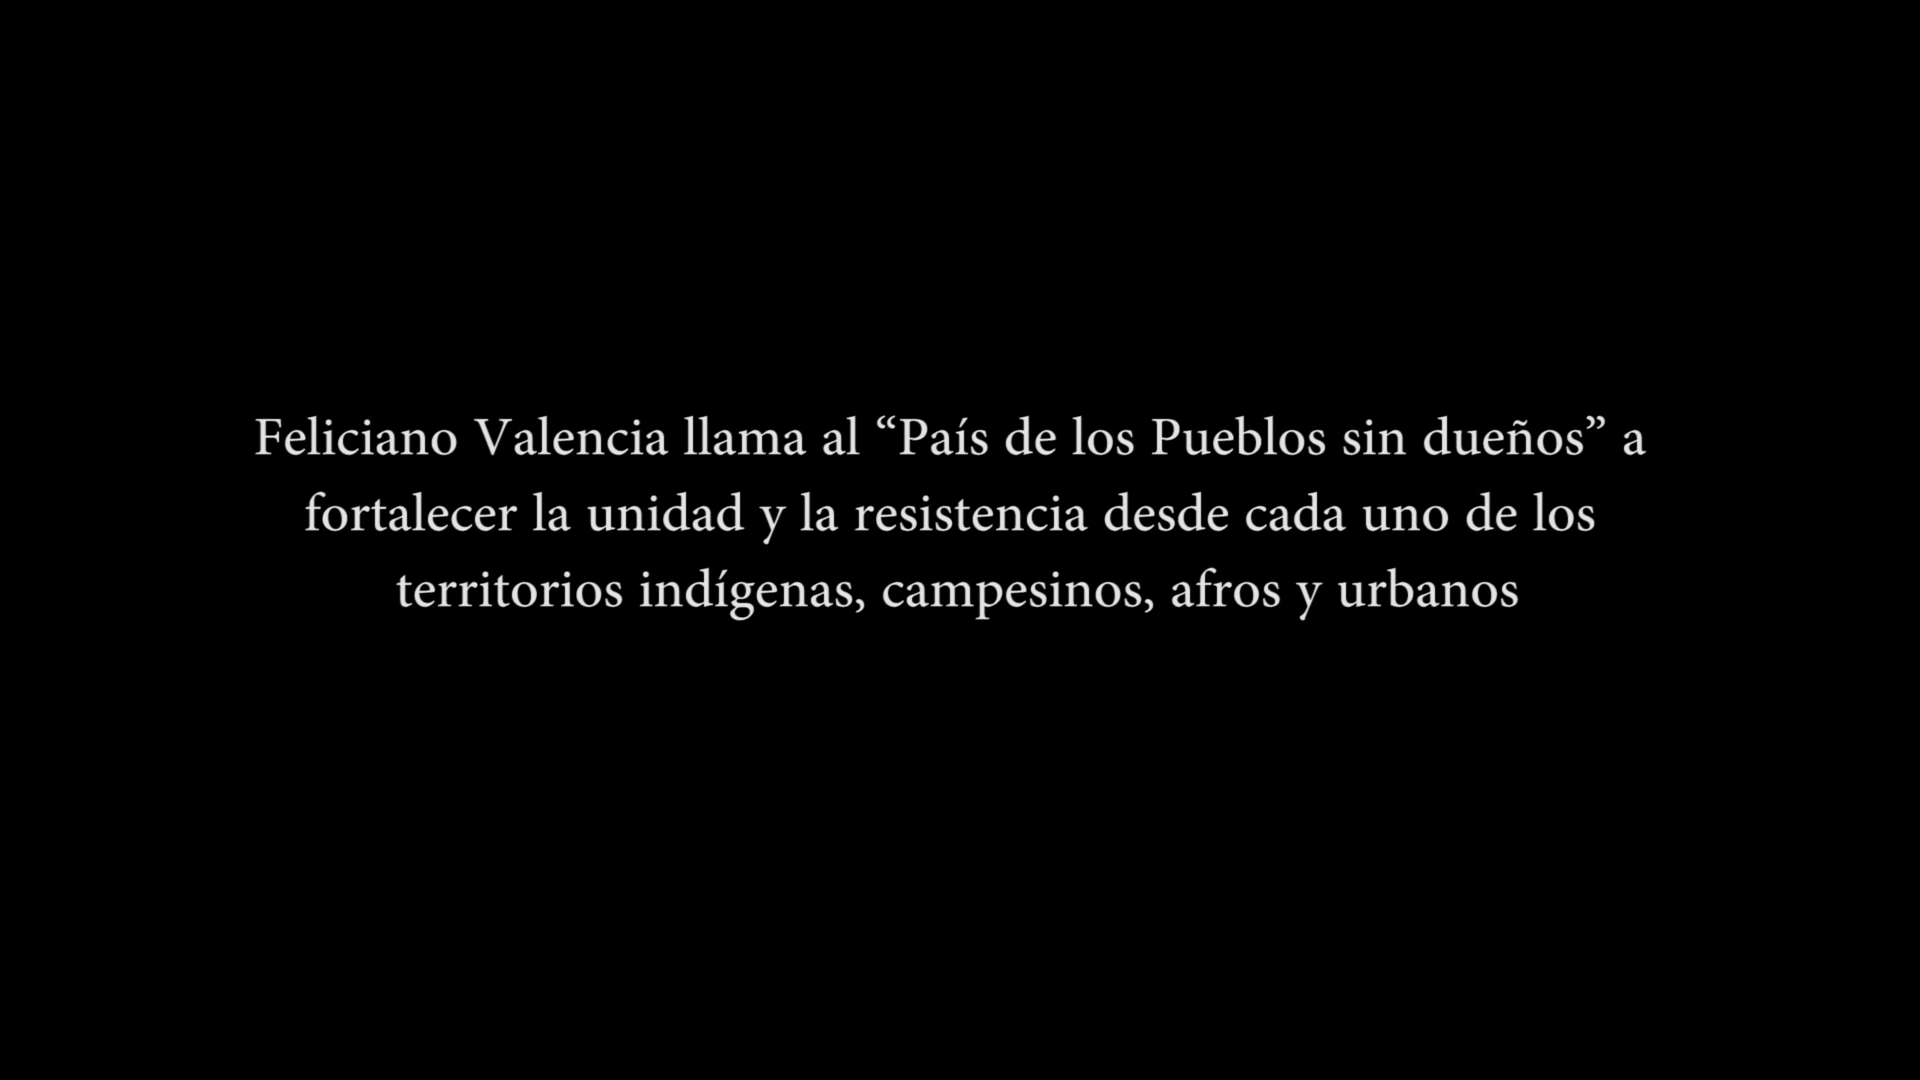 Feliciano Valencia llama al “País de los Pueblos sin dueños” a
fortalecer la unidad y la resistencia desde cada uno de los
territorios indígenas, campesinos, afros y urbanos